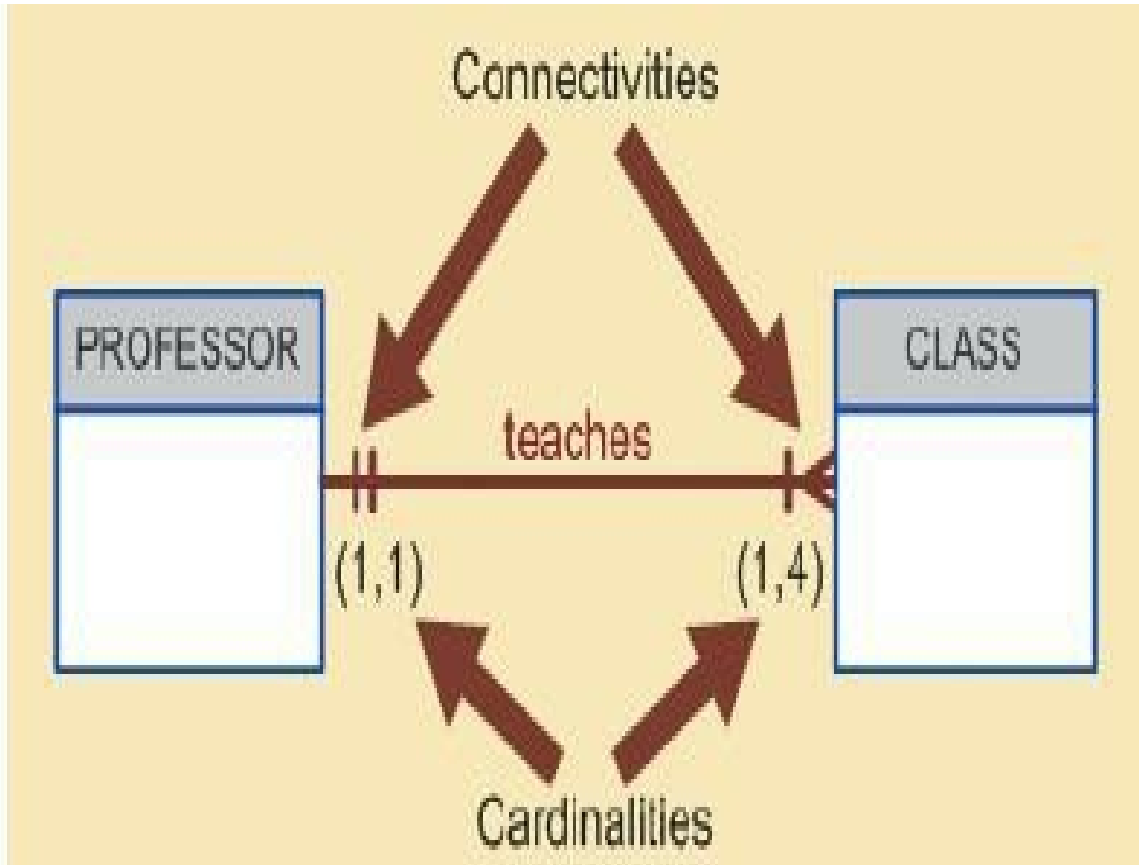 Connectivities
PROFESSOR
CLASS
teaches
(1,1)
(1,4)
Cardinalities